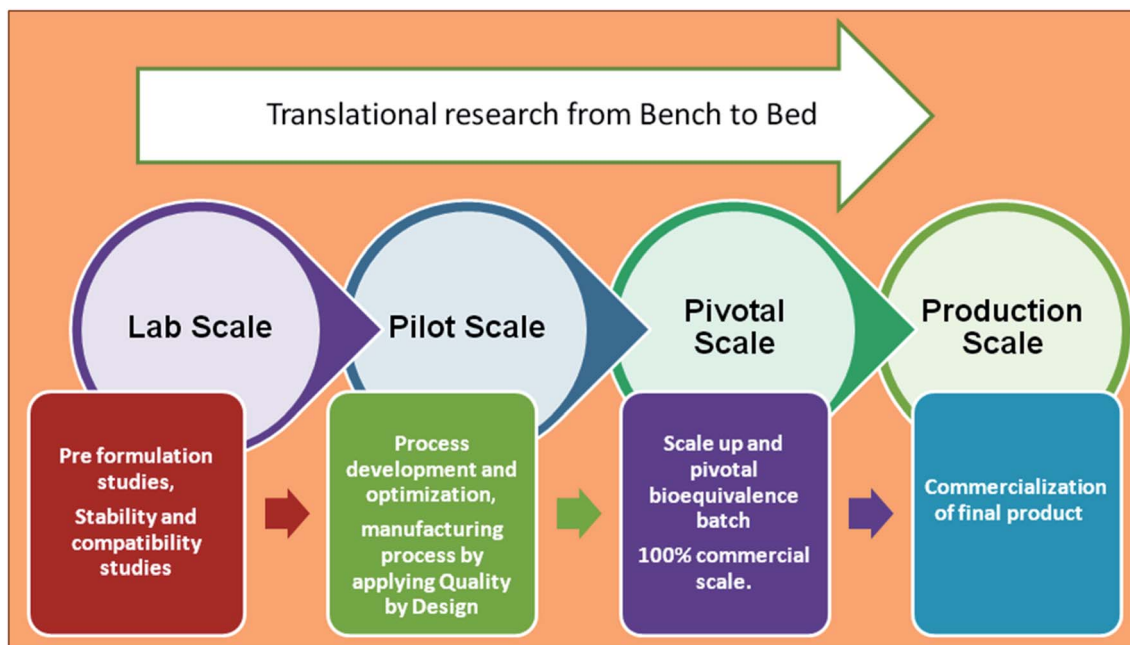 Translational research from Bench to Bed
Lab Scale
Pilot Scale
Pivotal
Scale
Production
Scale
Pre formulation
studies,
Stability and
compatibility
studies
Process
development and
optimization,
manufacturing
process by
applying Quality
by Design
Scale up and
pivotal
bioequivalence
batch
100% commercial
scale.
Commercialization
of final product